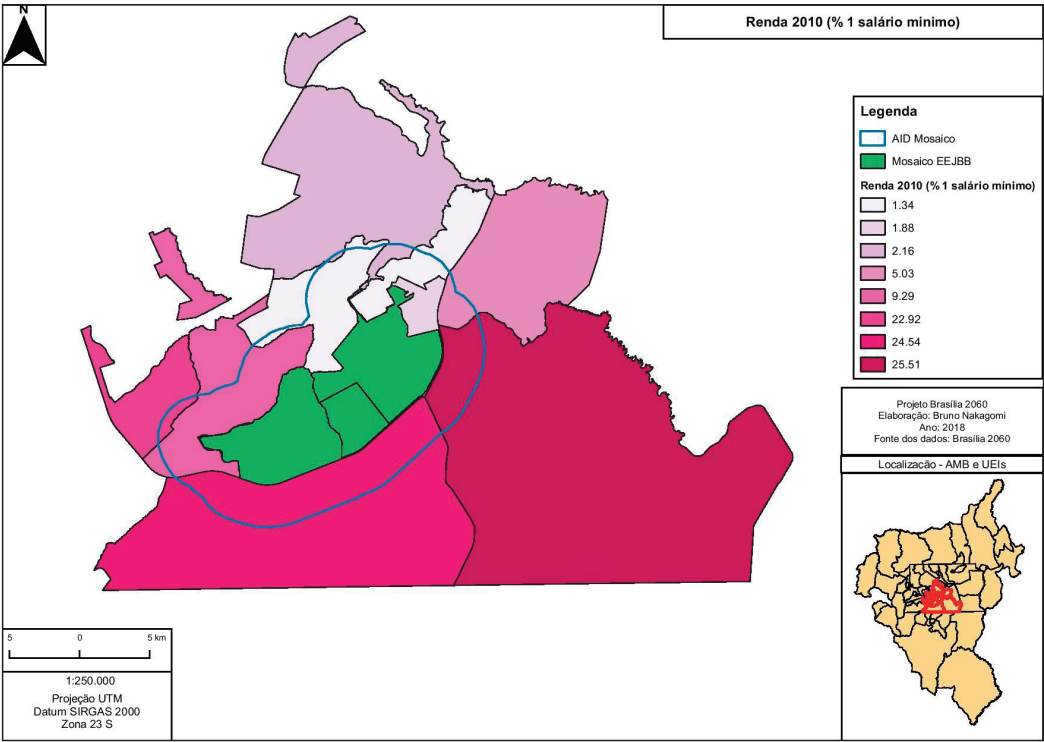 N
Renda 2010 (% 1 salário minimo)
Legenda
AID Mosaico
Mosaico EEJBB
Renda 2010 (% 1 salário mínimo)
1.34
1.88
2.16
5.03
9.29
22.92
24.54
25.51
Projeto Brasília 2060
Elaboração: Bruno Nakagomi
Ano: 2018
Fonte dos dados: Brasília 2060
Localização - AMB e UEIs
5 0 5 km
1:250.000
Projeção UTM
Datum SIRGAS 2000
Zona 23 S